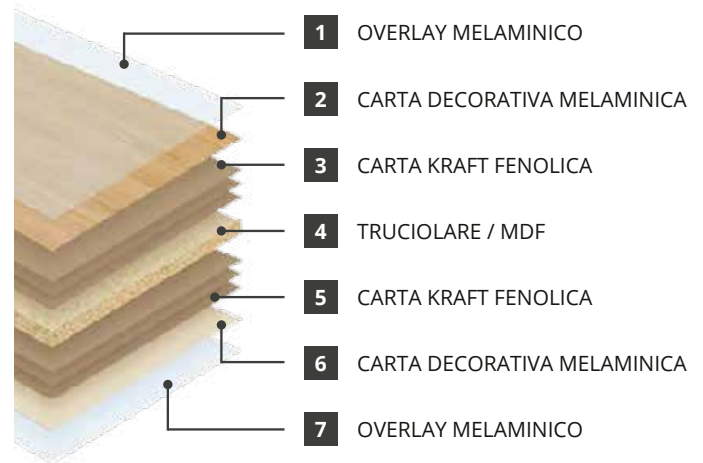 1 OVERLAY MELAMINICO
2 CARTA DECORATIVA MELAMINICA
3 CARTA KRAFT FENOLICA
4 TRUCIOLARE / MDF
5 CARTA KRAFT FENOLICA
6 CARTA DECORATIVA MELAMINICA
7 OVERLAY MELAMINICO